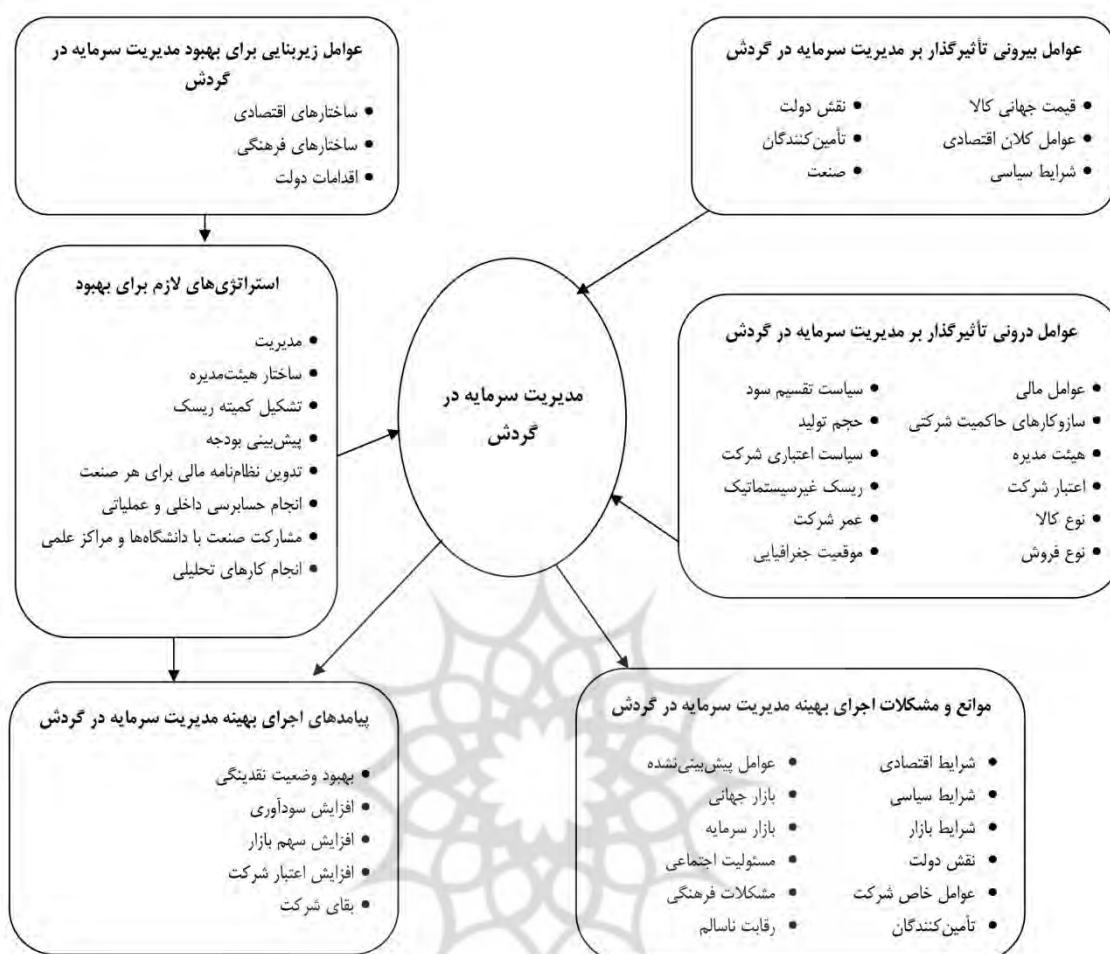 عوامل بیرونی تأثیرگذار بر مدیریت سرمایه در گردش
• قیمت جهانی کالا
• عوامل کلان اقتصادی
• شرایط سیاسی
• نقش دولت
• تأمین‌کنندگان
• صنعت
عوامل زیربنایی برای بهبود مدیریت سرمایه در
گردش
• ساختارهای اقتصادی
• ساختارهای فرهنگی
• اقدامات دولت
عوامل درونی تأثیرگذار بر مدیریت سرمایه در گردش
• عوامل مالی
• سازوکارهای حاکمیت شرکتی
• هیئت مدیره
• اعتبار شرکت
• نوع کالا
• نوع فروش
• سیاست تقسیم سود
• حجم تولید
• سیاست اعتباری شرکت
• ریسک غیرسیستماتیک
• عمر شرکت
• موقعیت جغرافیایی
مدیریت سرمایه در
گردش
استراتژی‌های لازم برای بهبود
• مدیریت
• ساختار هیئت‌مدیره
• تشکیل کمیته ریسک
• پیش‌بینی بودجه
• تدوین نظام‌نامه مالی برای هر صنعت
• انجام حسابرسی داخلی و عملیاتی
• مشارکت صنعت با دانشگاه‌ها و مراکز علمی
• انجام کارهای تحلیلی
موانع و مشکلات اجرای بهینه مدیریت سرمایه در گردش
• شرایط اقتصادی
• شرایط سیاسی
• شرایط بازار
• نقش دولت
• عوامل خاص شرکت
• تأمین‌کنندگان
• عوامل پیش‌بینی‌نشده
• بازار جهانی
• بازار سرمایه
• مسئولیت اجتماعی
• مشکلات فرهنگی
• رقابت ناسالم
پیامدهای اجرای بهینه مدیریت سرمایه در گردش
• بهبود وضعیت نقدینگی
• افزایش سودآوری
• افزایش سهم بازار
• افزایش اعتبار شرکت
• بقای شرکت